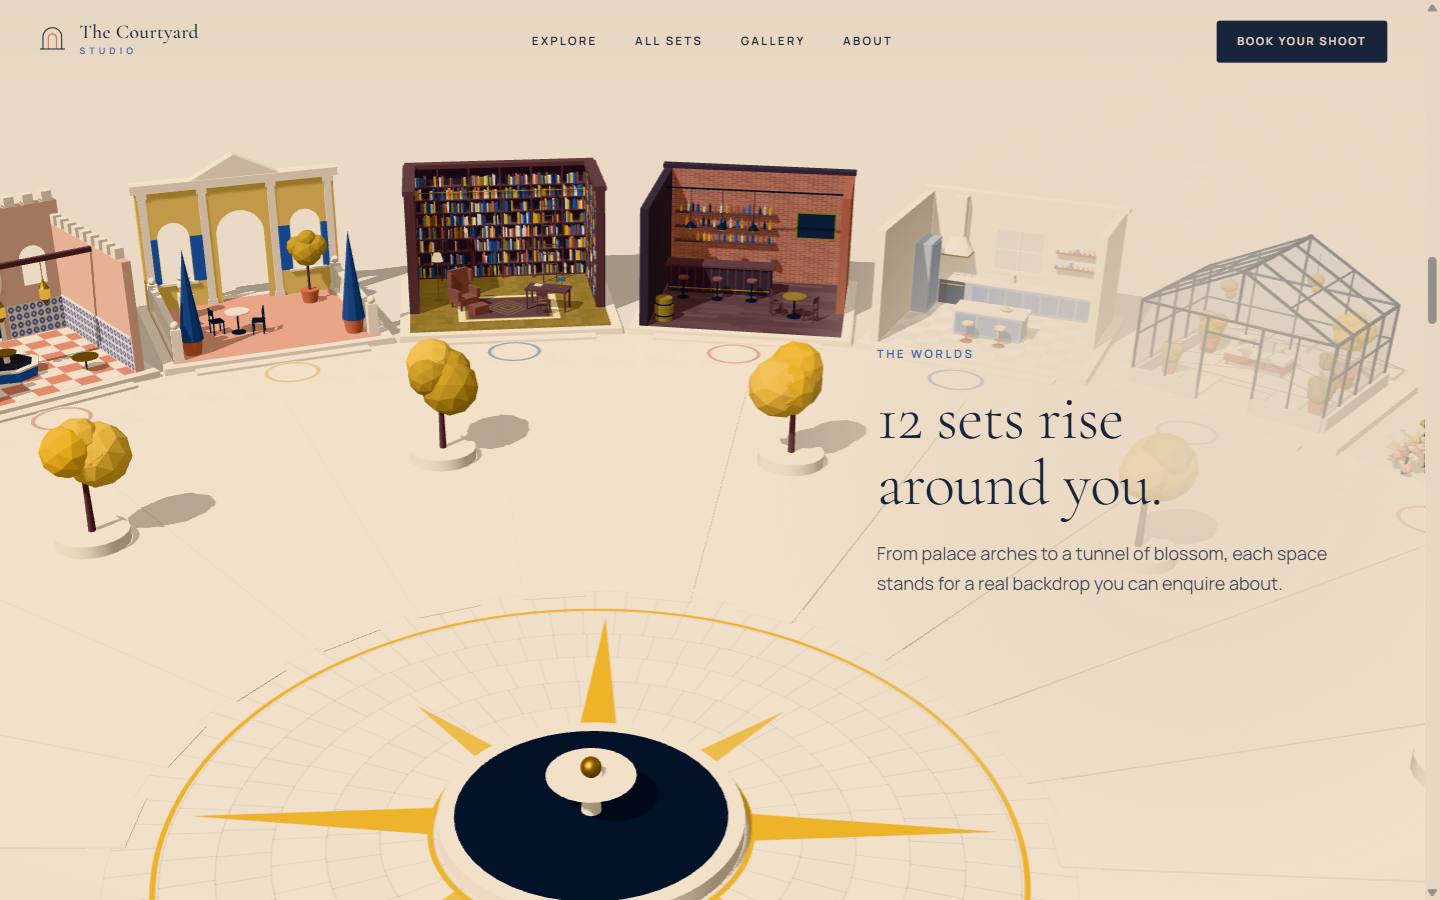 The Courtyard
STUDIO
EXPLORE
ALL SETS
GALLERY
ABOUT
BOOK YOUR SHOOT
THE WORLDS
12 sets rise
around you.
From palace arches to a tunnel of blossom, each space
stands for a real backdrop you can enquire about.